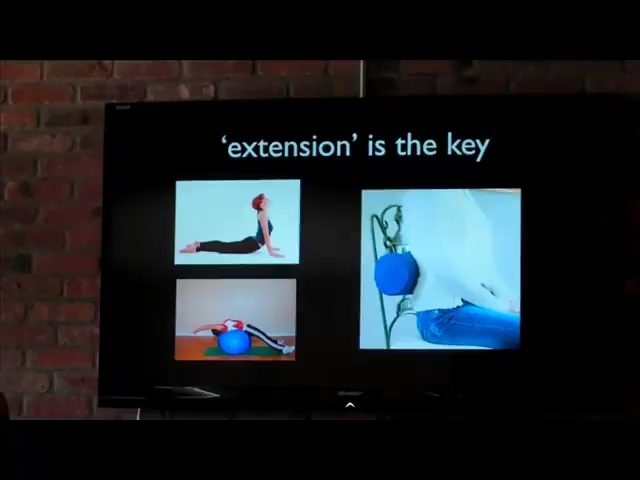 ‘extension’ is the key